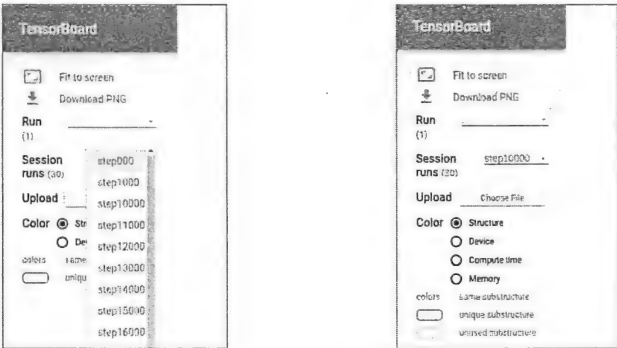 TensorBoard
Fit to screen
Download PNG
Run
(1)
Session
runs (30)
step000
step1000
step10000
Upload
Color
Str
step11000
De
step12000
colors
same
step13000
uniqu
step14000
step15000
step16000
TensorBoard
Fit to screen
Download PNG
Run
(1)
Session
runs (30)
step10000
Upload
Choose File
Color
Structure
Device
Compute time
Memory
colors
same substructure
unique substructure
unused substructure